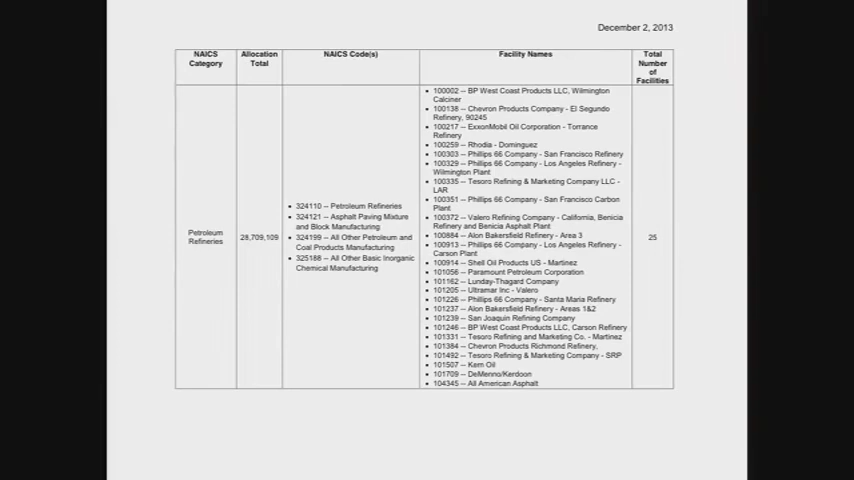 December 2, 2013
NAICS
Category
Allocation
Total
NAICS Code(s)
Facility Names
Total
Number
of
Facilities
Petroleum
Refineries
28,709,109
• 324110 -- Petroleum Refineries
• 324121 -- Asphalt Paving Mixture
and Block Manufacturing
• 324199 -- All Other Petroleum and
Coal Products Manufacturing
• 325188 -- All Other Basic Inorganic
Chemical Manufacturing
• 100002 -- BP West Coast Products LLC, Wilmington
Calciner
• 100138 -- Chevron Products Company - El Segundo
Refinery, 90245
• 100217 -- ExxonMobil Oil Corporation - Torrance
Refinery
• 100259 -- Rhodia - Dominguez
• 100303 -- Phillips 66 Company - San Francisco Refinery
• 100329 -- Phillips 66 Company - Los Angeles Refinery -
Wilmington Plant
• 100335 -- Tesoro Refining & Marketing Company LLC -
LAR
• 100351 -- Phillips 66 Company - San Francisco Carbon
Plant
• 100372 -- Valero Refining Company - California, Benicia
Refinery and Benicia Asphalt Plant
• 100884 -- Alon Bakersfield Refinery - Area 3
• 100913 -- Phillips 66 Company - Los Angeles Refinery -
Carson Plant
• 100914 -- Shell Oil Products US - Martinez
• 101056 -- Paramount Petroleum Corporation
• 101162 -- Lunday-Thagard Company
• 101205 -- Ultramar Inc - Valero
• 101226 -- Phillips 66 Company - Santa Maria Refinery
• 101237 -- Alon Bakersfield Refinery - Areas 1&2
• 101239 -- San Joaquin Refining Company
• 101246 -- BP West Coast Products LLC, Carson Refinery
• 101331 -- Tesoro Refining and Marketing Co. - Martinez
• 101384 -- Chevron Products Richmond Refinery,
• 101492 -- Tesoro Refining & Marketing Company - SRP
• 101507 -- Kern Oil
• 101709 -- DeMenno/Kerdoon
• 104345 -- All American Asphalt
25